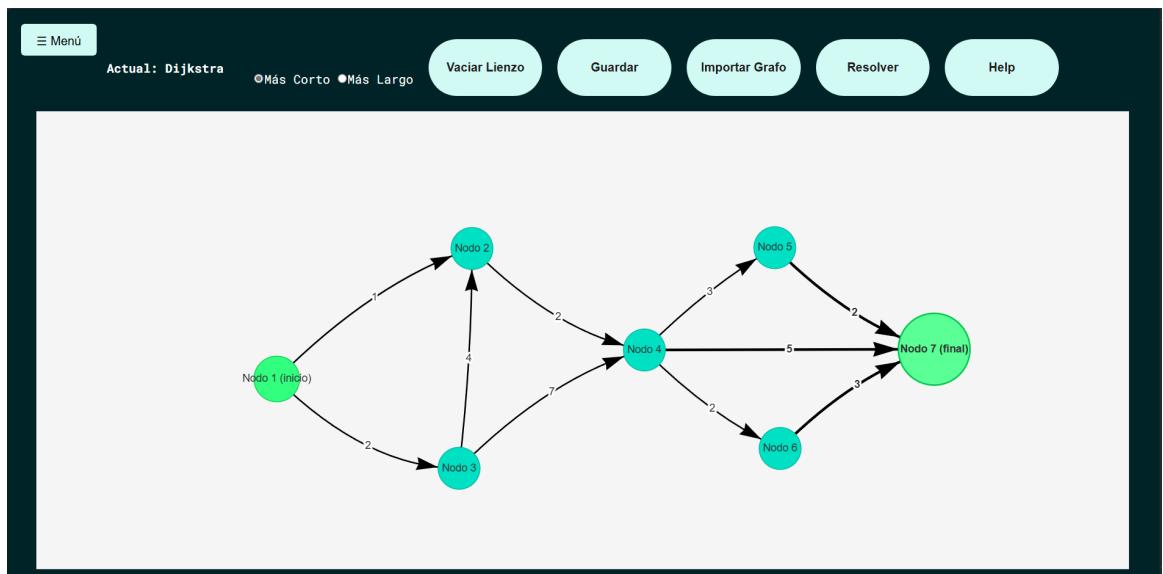 ☰ Menú
Actual: Dijkstra
Más Corto Más Largo
Vaciar Lienzo
Guardar
Importar Grafo
Resolver
Help
Nodo 2
Nodo 5
1
3
2
2
Nodo 4
5
Nodo 7 (final)
4
Nodo 1 (inicio)
7
3
2
2
Nodo 6
Nodo 3